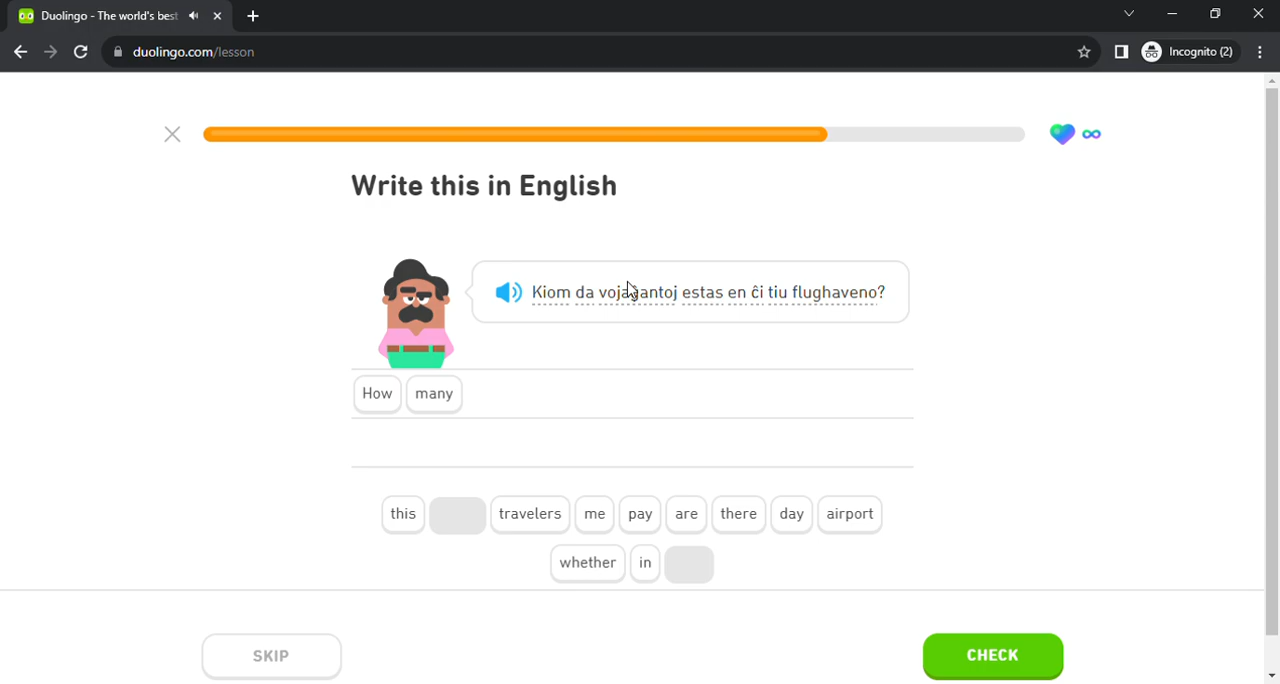 Duolingo - The world's best
duolingo.com/lesson
Incognito (2)
Write this in English
Kiom da vojaĝantoj estas en ĉi tiu flughaveno?
How many
this travelers me pay are there day airport
whether in
SKIP
CHECK